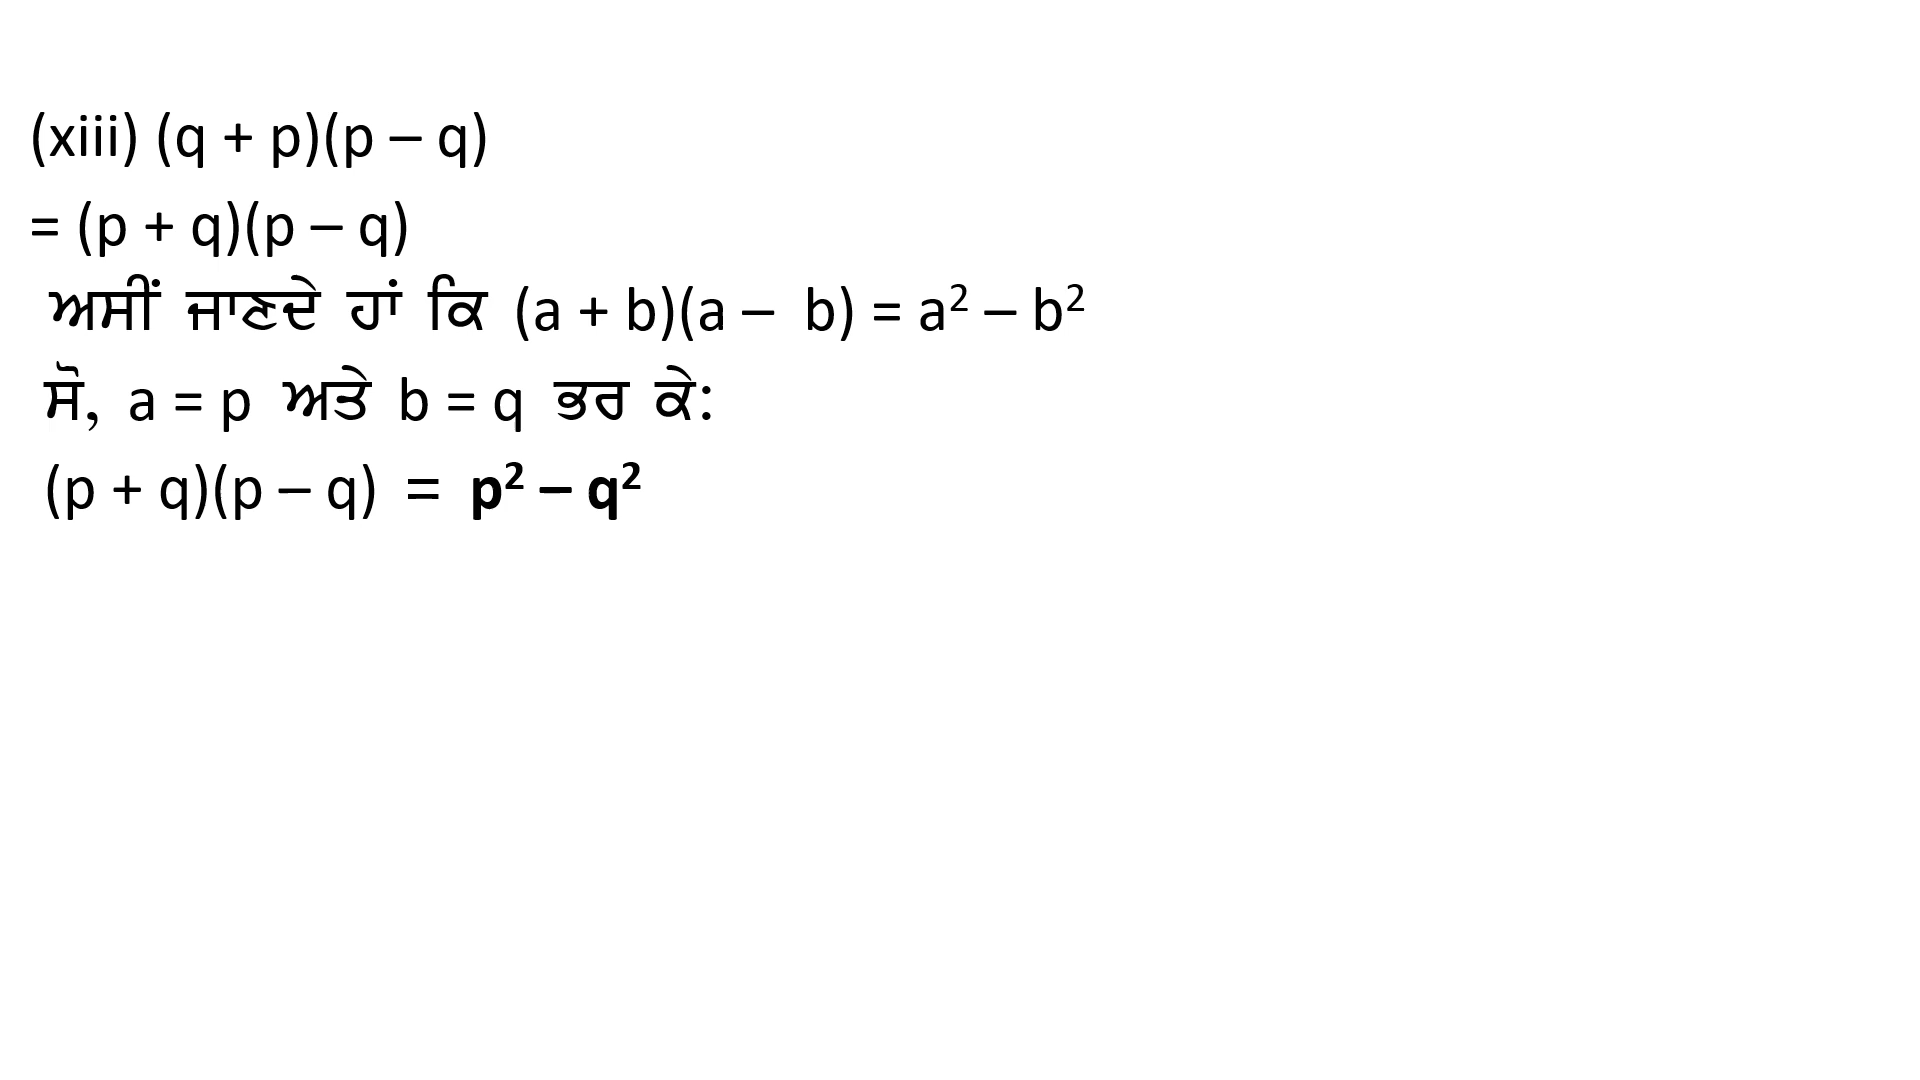 (xiii) (q + p)(p – q)
= (p + q)(p – q)
ਅਸੀਂ ਜਾਣਦੇ ਹਾਂ ਕਿ (a + b)(a – b) = a² – b²
ਸੋ, a = p ਅਤੇ b = q ਭਰ ਕੇ:
(p + q)(p – q) = p² – q²